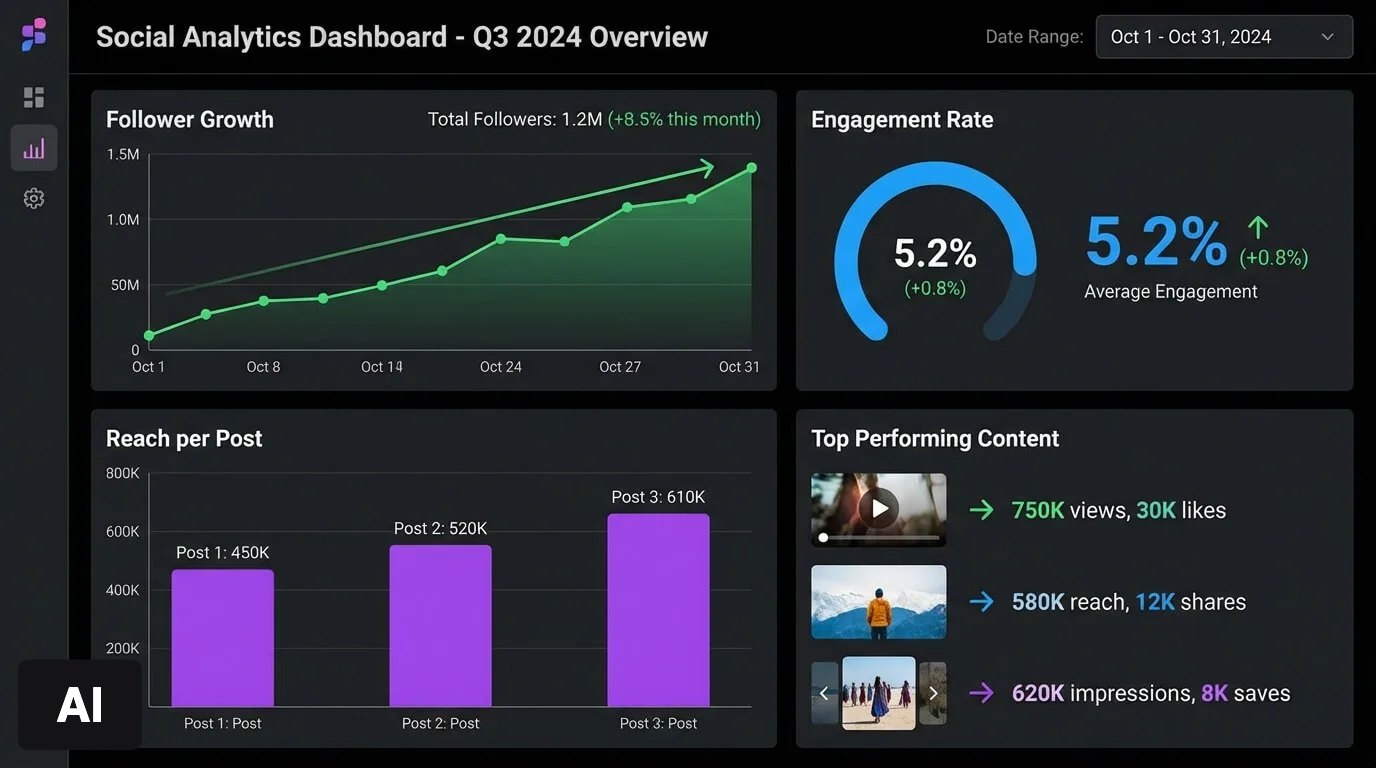 Social Analytics Dashboard - Q3 2024 Overview
Date Range:
Oct 1 - Oct 31, 2024
Follower Growth
Total Followers: 1.2M (+8.5% this month)
1.5M
1.0M
50M
0
Oct 1
Oct 8
Oct 14
Oct 24
Oct 27
Oct 31
Engagement Rate
5.2%
(+0.8%)
5.2%
(+0.8%)
Average Engagement
Reach per Post
800K
600K
400K
200K
Post 1: 450K
Post 2: 520K
Post 3: 610K
Post 1: Post
Post 2: Post
Post 3: Post
Top Performing Content
750K views, 30K likes
580K reach, 12K shares
620K impressions, 8K saves
AI